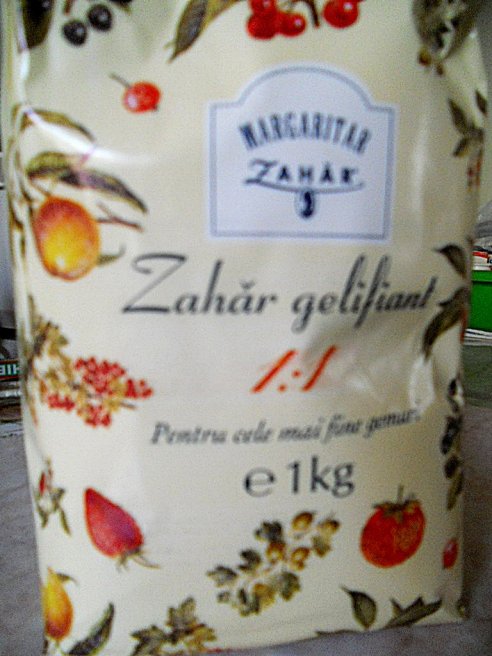 MARGARITAR
ZAHĂR
Zahăr gelifiant
1:1
Pentru cele mai fine gemuri
℮ 1kg